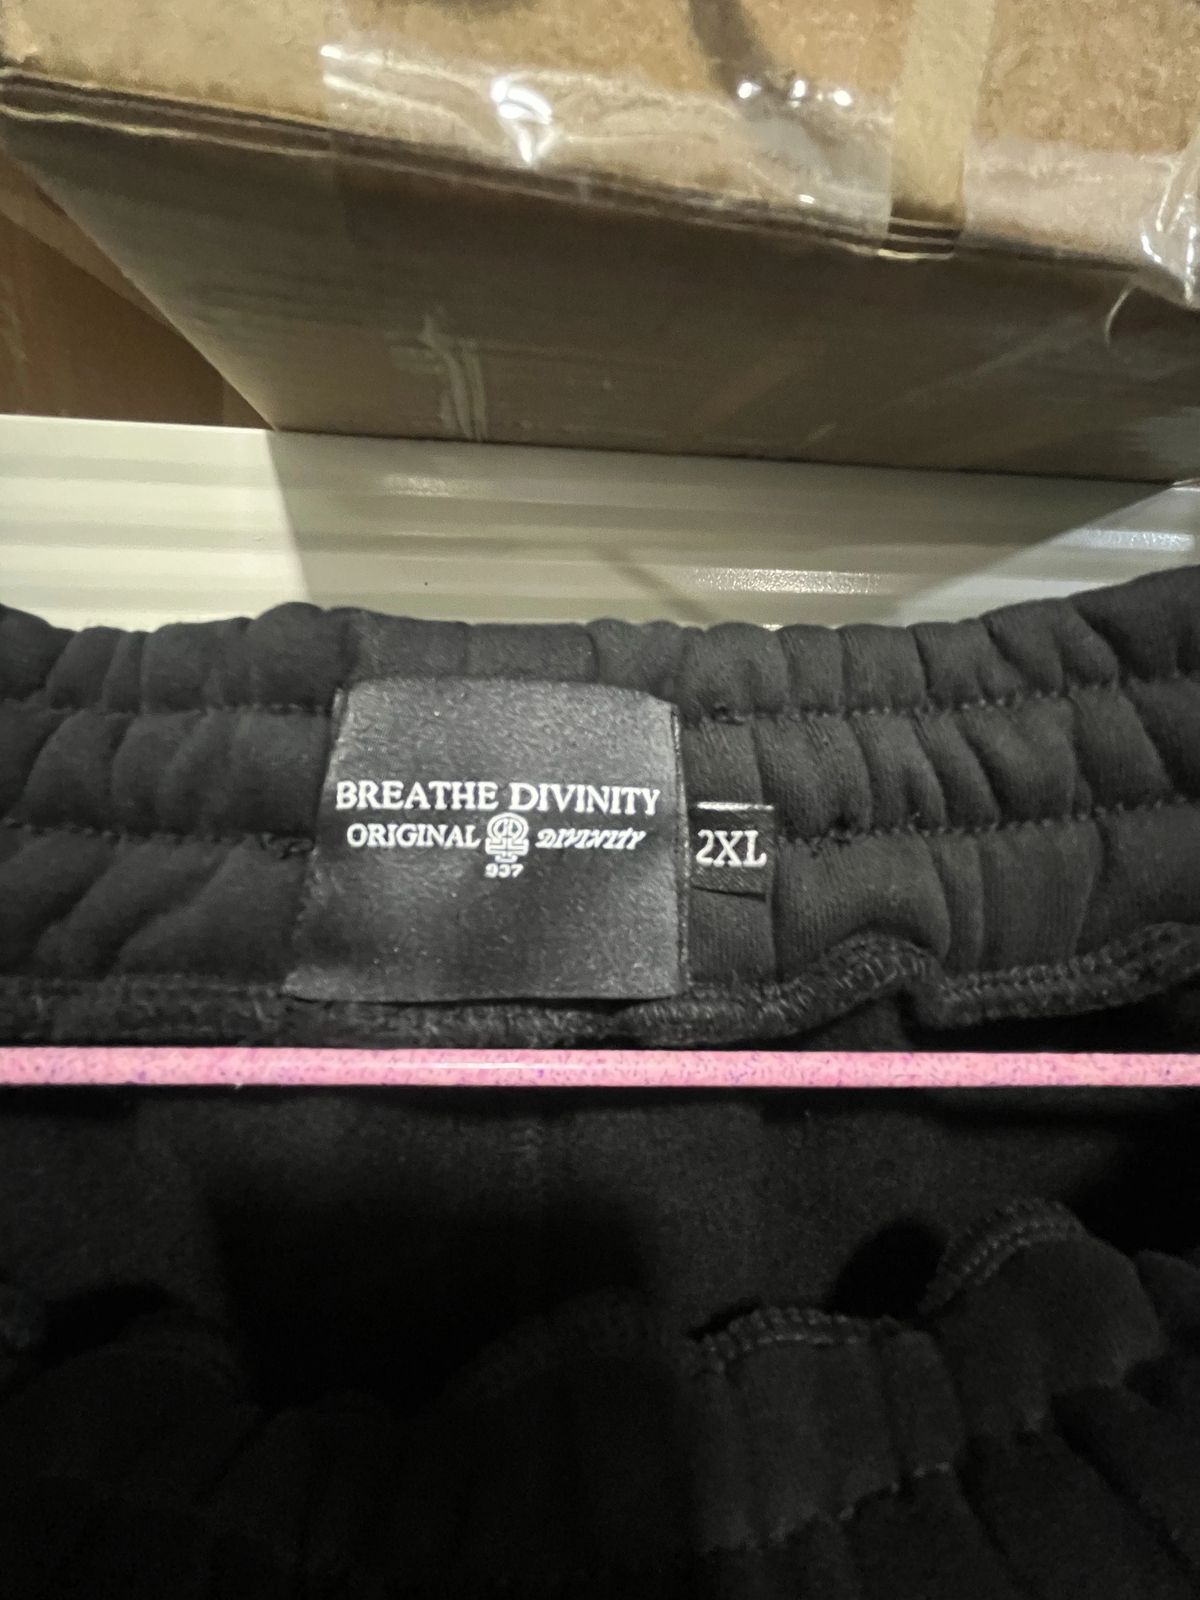 BREATHE DIVINITY
ORIGINAL DIVINITY
937
2XL